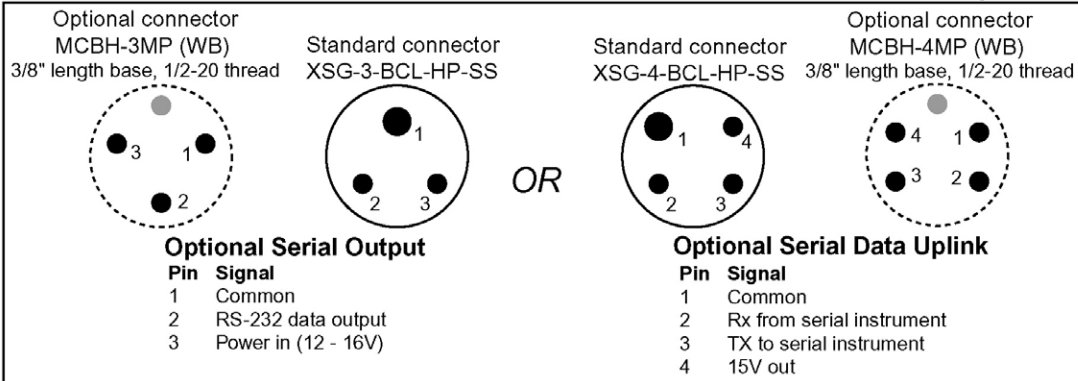 Optional connector
MCBH-3MP (WB)
3/8" length base, 1/2-20 thread
3
1
2
Standard connector
XSG-3-BCL-HP-SS
1
2
3
OR
Standard connector
XSG-4-BCL-HP-SS
1
4
2
3
Optional connector
MCBH-4MP (WB)
3/8" length base, 1/2-20 thread
4
1
3
2
Optional Serial Output
Pin Signal
1 Common
2 RS-232 data output
3 Power in (12 - 16V)
Optional Serial Data Uplink
Pin Signal
1 Common
2 Rx from serial instrument
3 TX to serial instrument
4 15V out